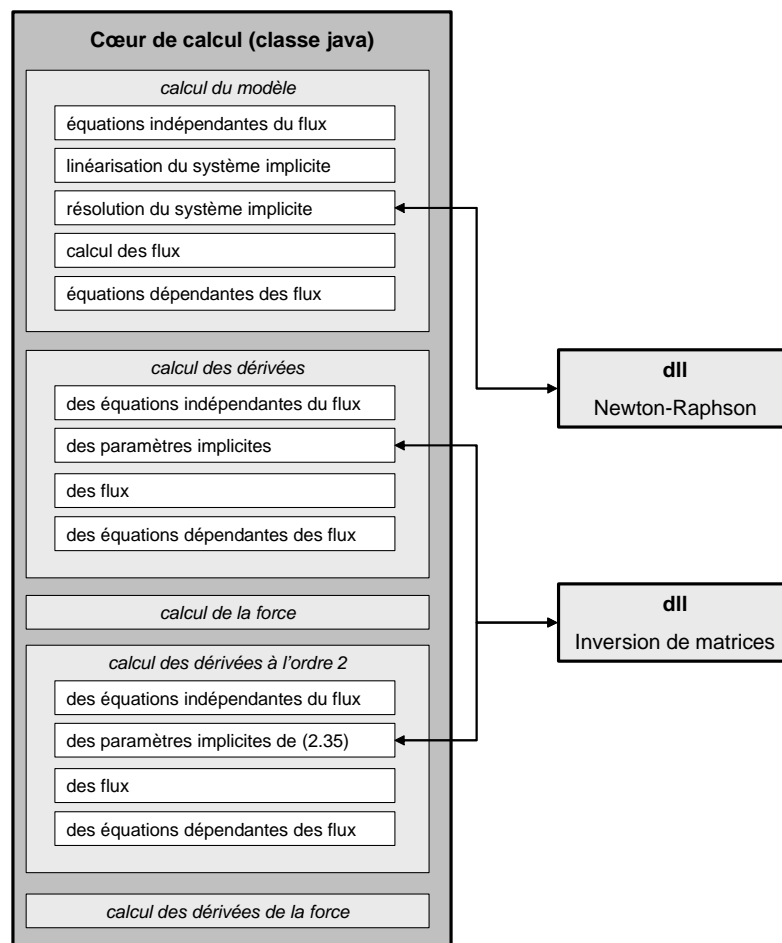 Cœur de calcul (classe java)
calcul du modèle
équations indépendantes du flux
linéarisation du système implicite
résolution du système implicite
calcul des flux
équations dépendantes des flux
calcul des dérivées
des équations indépendantes du flux
des paramètres implicites
des flux
des équations dépendantes des flux
calcul de la force
calcul des dérivées à l'ordre 2
des équations indépendantes du flux
des paramètres implicites de (2.35)
des flux
des équations dépendantes des flux
calcul des dérivées de la force
dll
Newton-Raphson
dll
Inversion de matrices